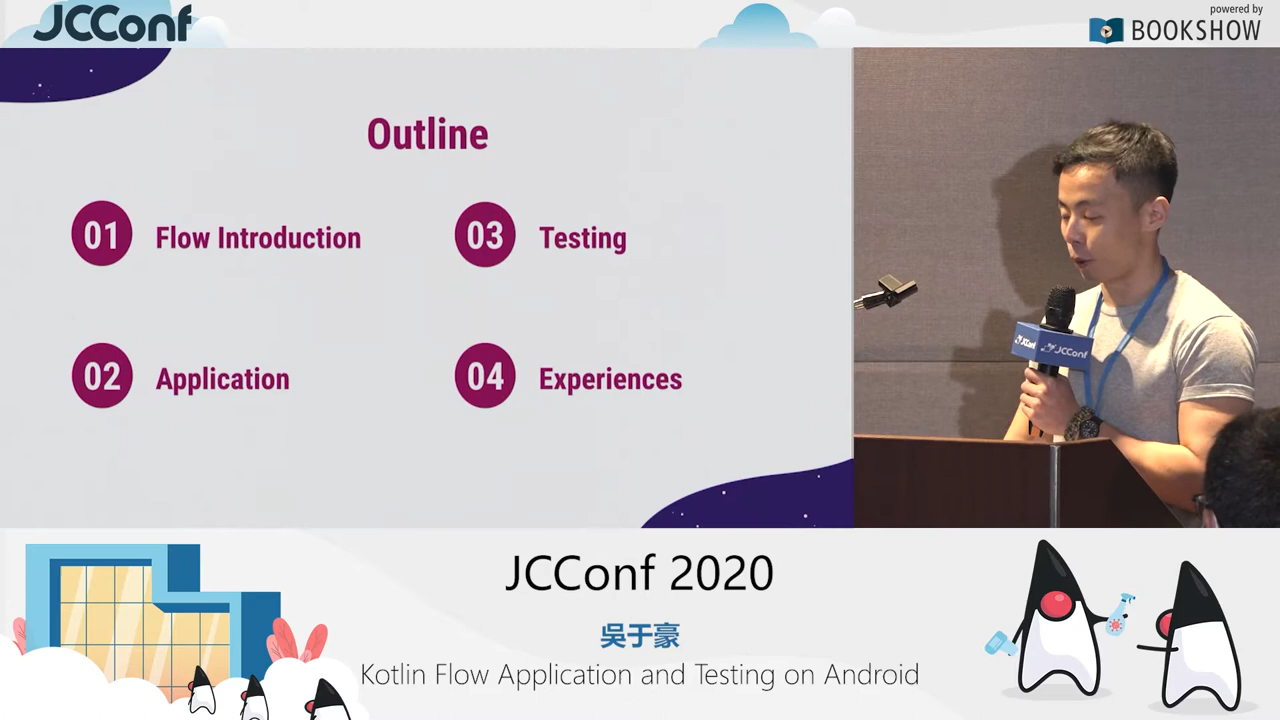 JCConf
powered by
BOOKSHOW
Outline
01 Flow Introduction
03 Testing
02 Application
04 Experiences
JCConf
JCConf 2020
吳于豪
Kotlin Flow Application and Testing on Android